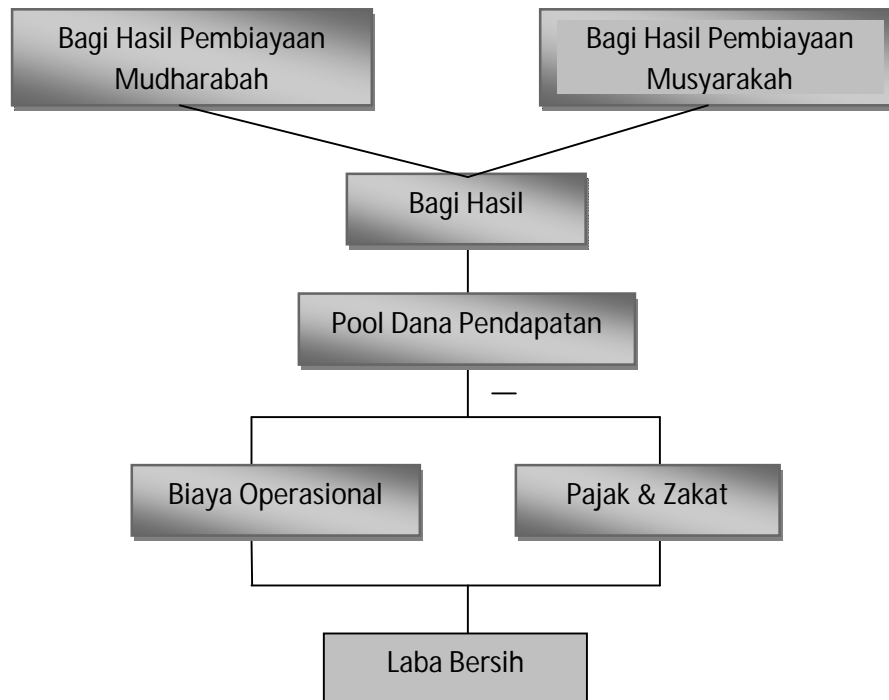 Bagi Hasil Pembiayaan
Mudharabah
Bagi Hasil Pembiayaan
Musyarakah
Bagi Hasil
Pool Dana Pendapatan
—
Biaya Operasional
Pajak & Zakat
Laba Bersih